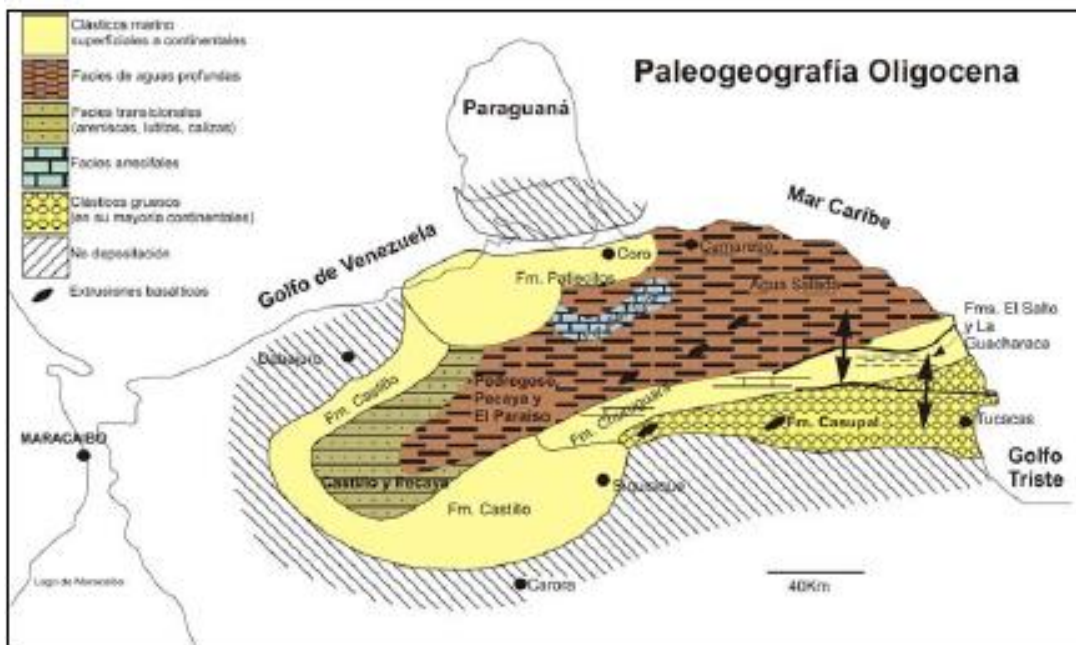 Clásticos marino
superficiales a continentales
Facies de aguas profundas
Facies transicionales
(areniscas, lutitas, calizas)
Facies arrecifales
Clásticos gruesos
(en su mayoría continentales)
No depositación
Extrusiones basálticas
Paleogeografía Oligocena
Paraguaná
Mar Caribe
Golfo de Venezuela
Coro
Cumarebo
Fm. Patiecitos
Agua Salada
Fms. El Salto
y La
Guacharaca
Dabajuro
Fm. Castillo
Pedregoso,
Pecaya y
El Paraíso
Fm. Churuguara
MARACAIBO
Fm. Casupal
Tucacas
Golfo
Triste
Castillo y Pecaya
Siquisique
Fm. Castillo
Lago de Maracaibo
Carora
40Km